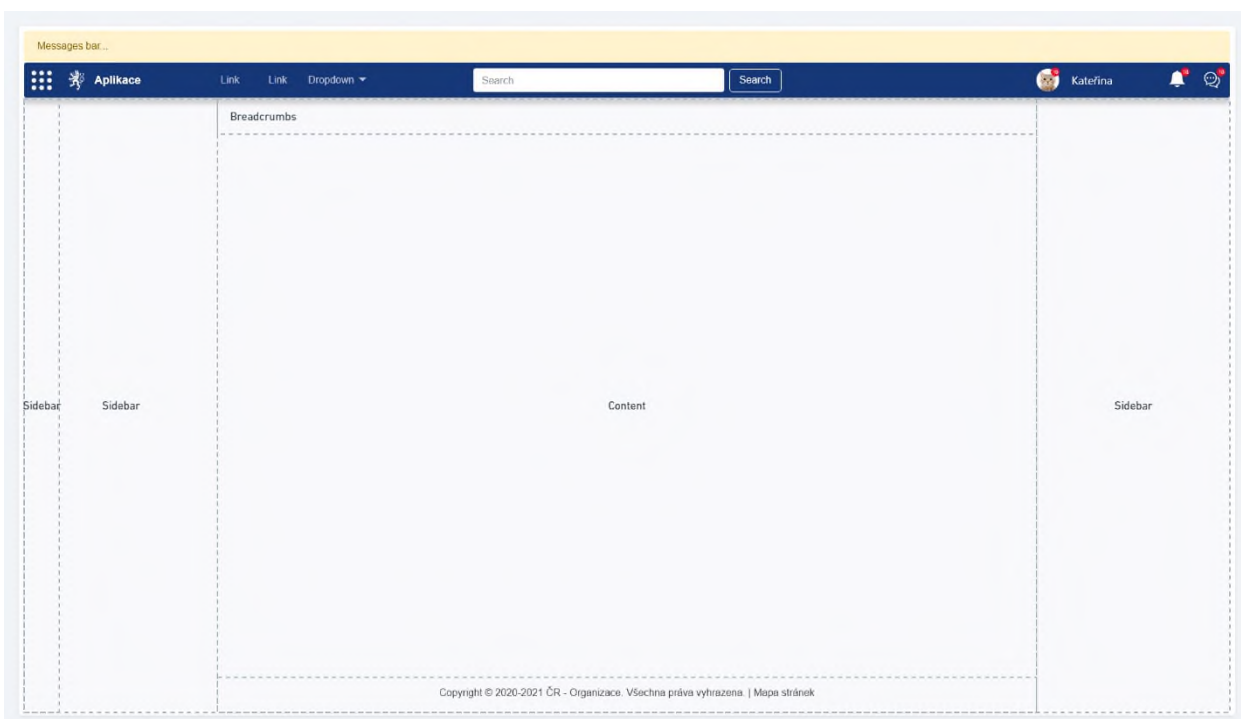 Messages bar...
Aplikace Link Link Dropdown Search Search Kateřina
Breadcrumbs
Sidebar Sidebar Content Sidebar
Copyright © 2020-2021 ČR - Organizace. Všechna práva vyhrazena. | Mapa stránek